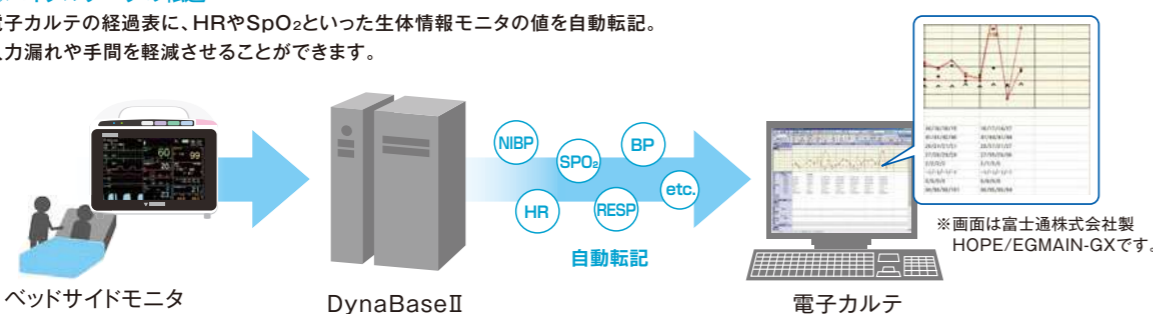 電子カルテの経過表に、HRやSpO₂といった生体情報モニタの値を自動転記。
入力漏れや手間を軽減させることができます。
60
99
20
NIBP
SPO₂
BP
HR
RESP
etc.
自動転記
※画面は富士通株式会社製
HOPE/EGMAIN-GXです。
ベッドサイドモニタ
DynaBaseⅡ
電子カルテ